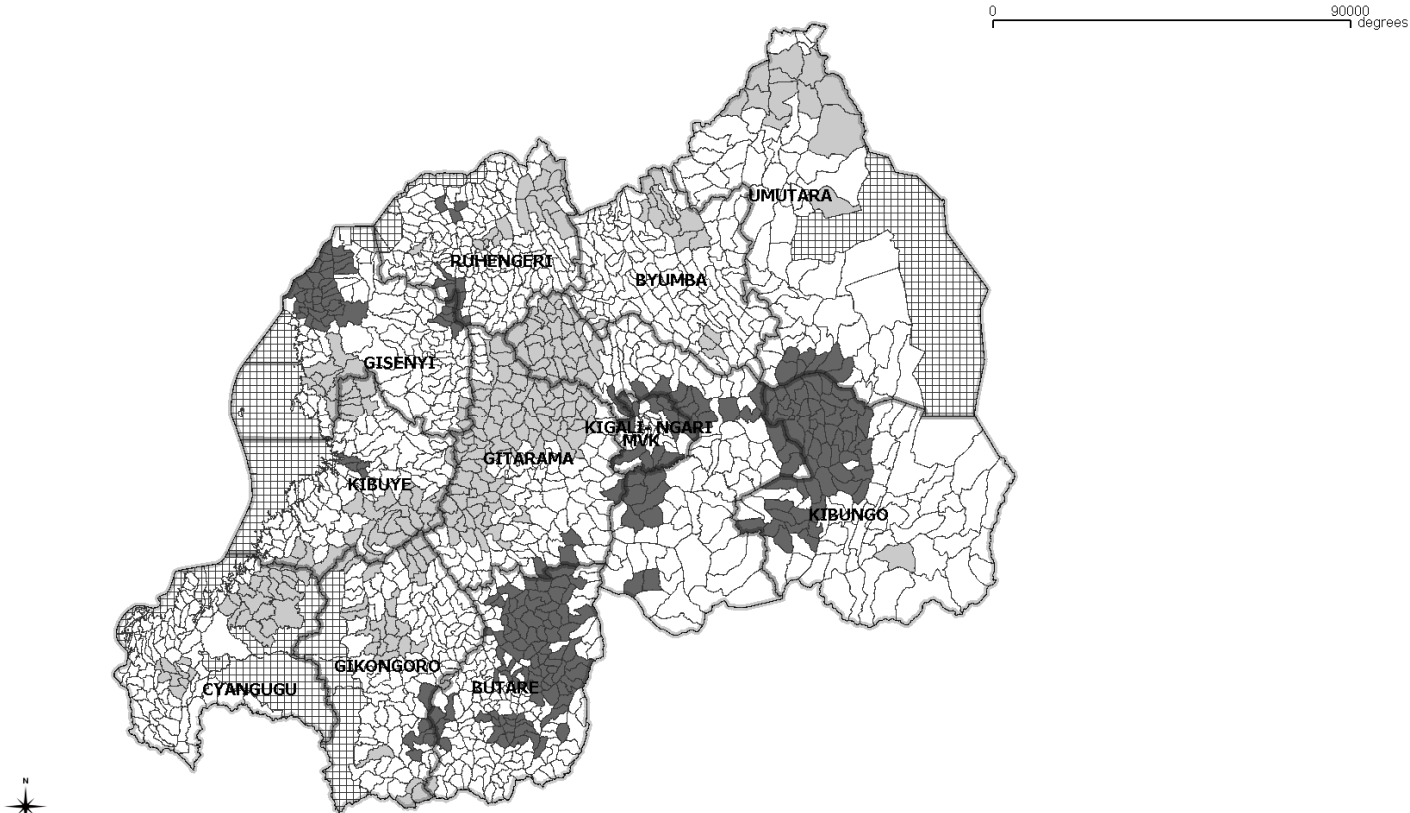 0 90000
degrees
UMUTARA
RUHENGERI
BYUMBA
GISENYI
KIGALI- NGARI
MVK
GITARAMA
KIBUYE
KIBUNGO
GIKONGORO
BUTARE
CYANGUGU
N